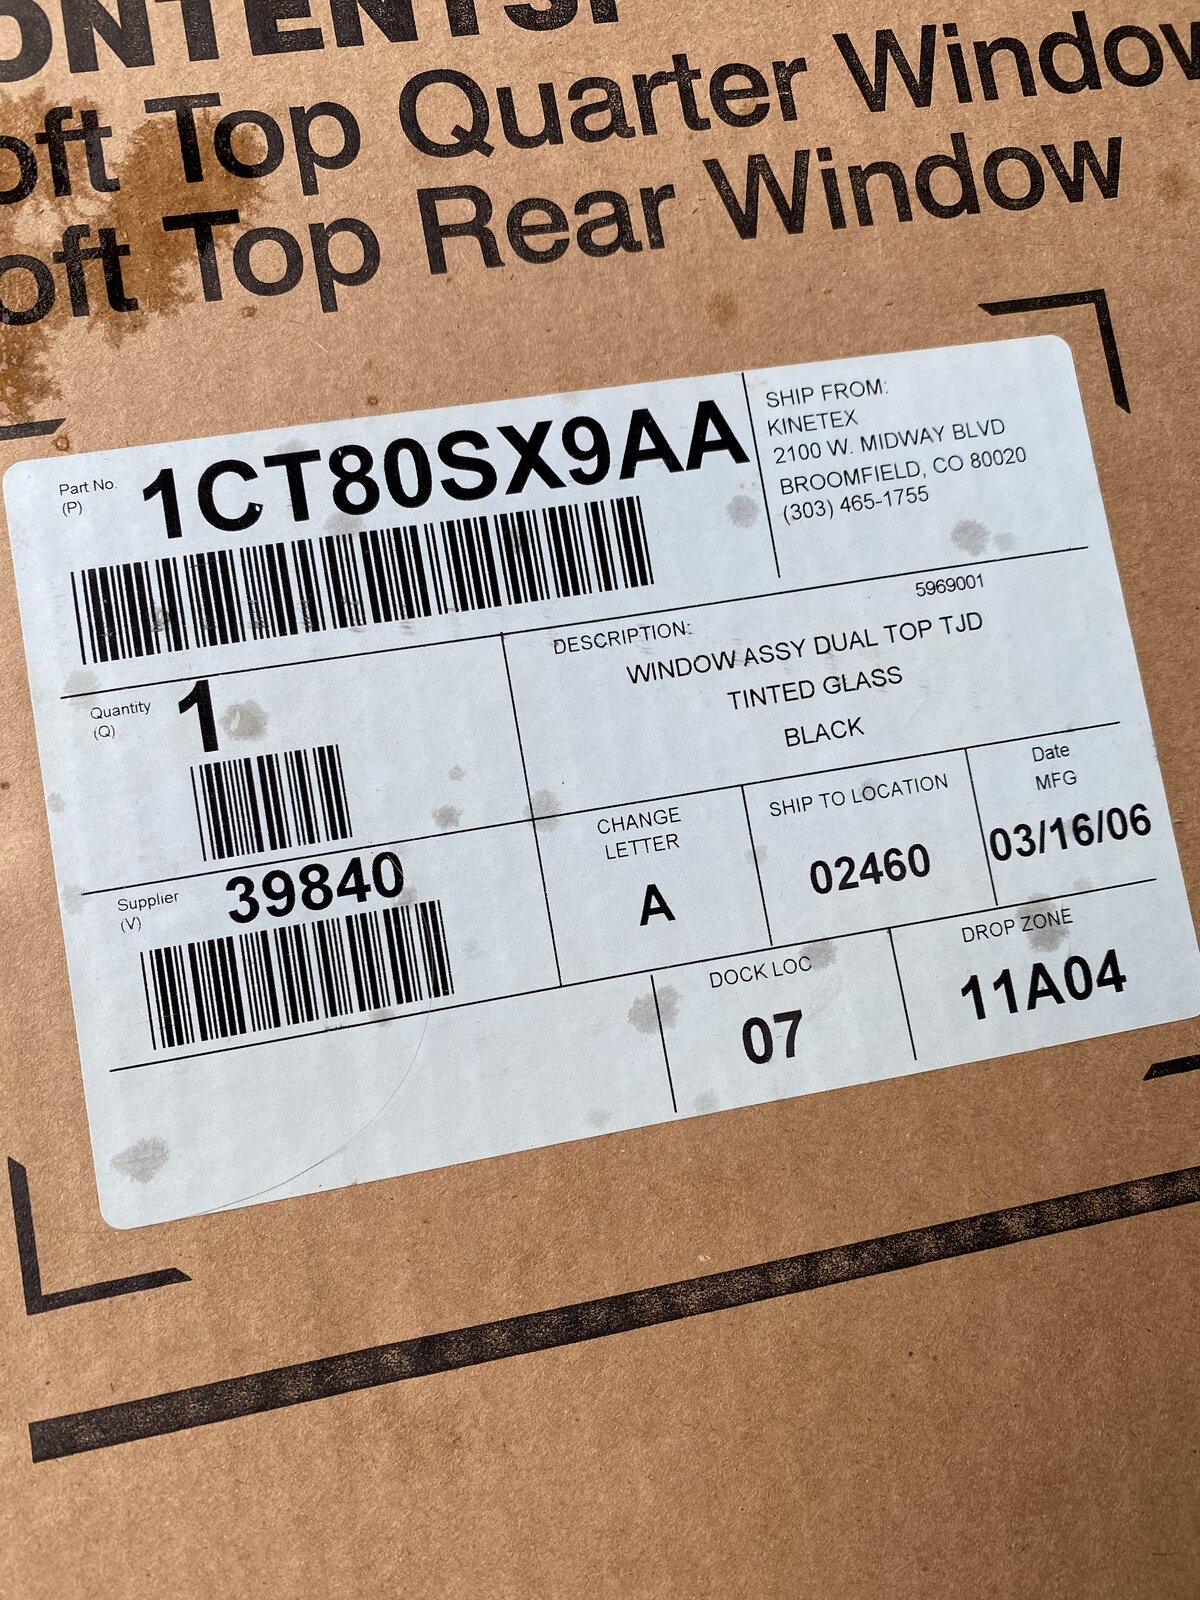 ONTENTS:
oft Top Quarter Window
oft Top Rear Window
Part No.
(P)
1CT80SX9AA
SHIP FROM:
KINETEX
2100 W. MIDWAY BLVD
BROOMFIELD, CO 80020
(303) 465-1755
5969001
DESCRIPTION:
WINDOW ASSY DUAL TOP TJD
TINTED GLASS
BLACK
Quantity
(Q)
1
Supplier
(V)
39840
CHANGE
LETTER
A
SHIP TO LOCATION
02460
Date
MFG
03/16/06
DOCK LOC
07
DROP ZONE
11A04